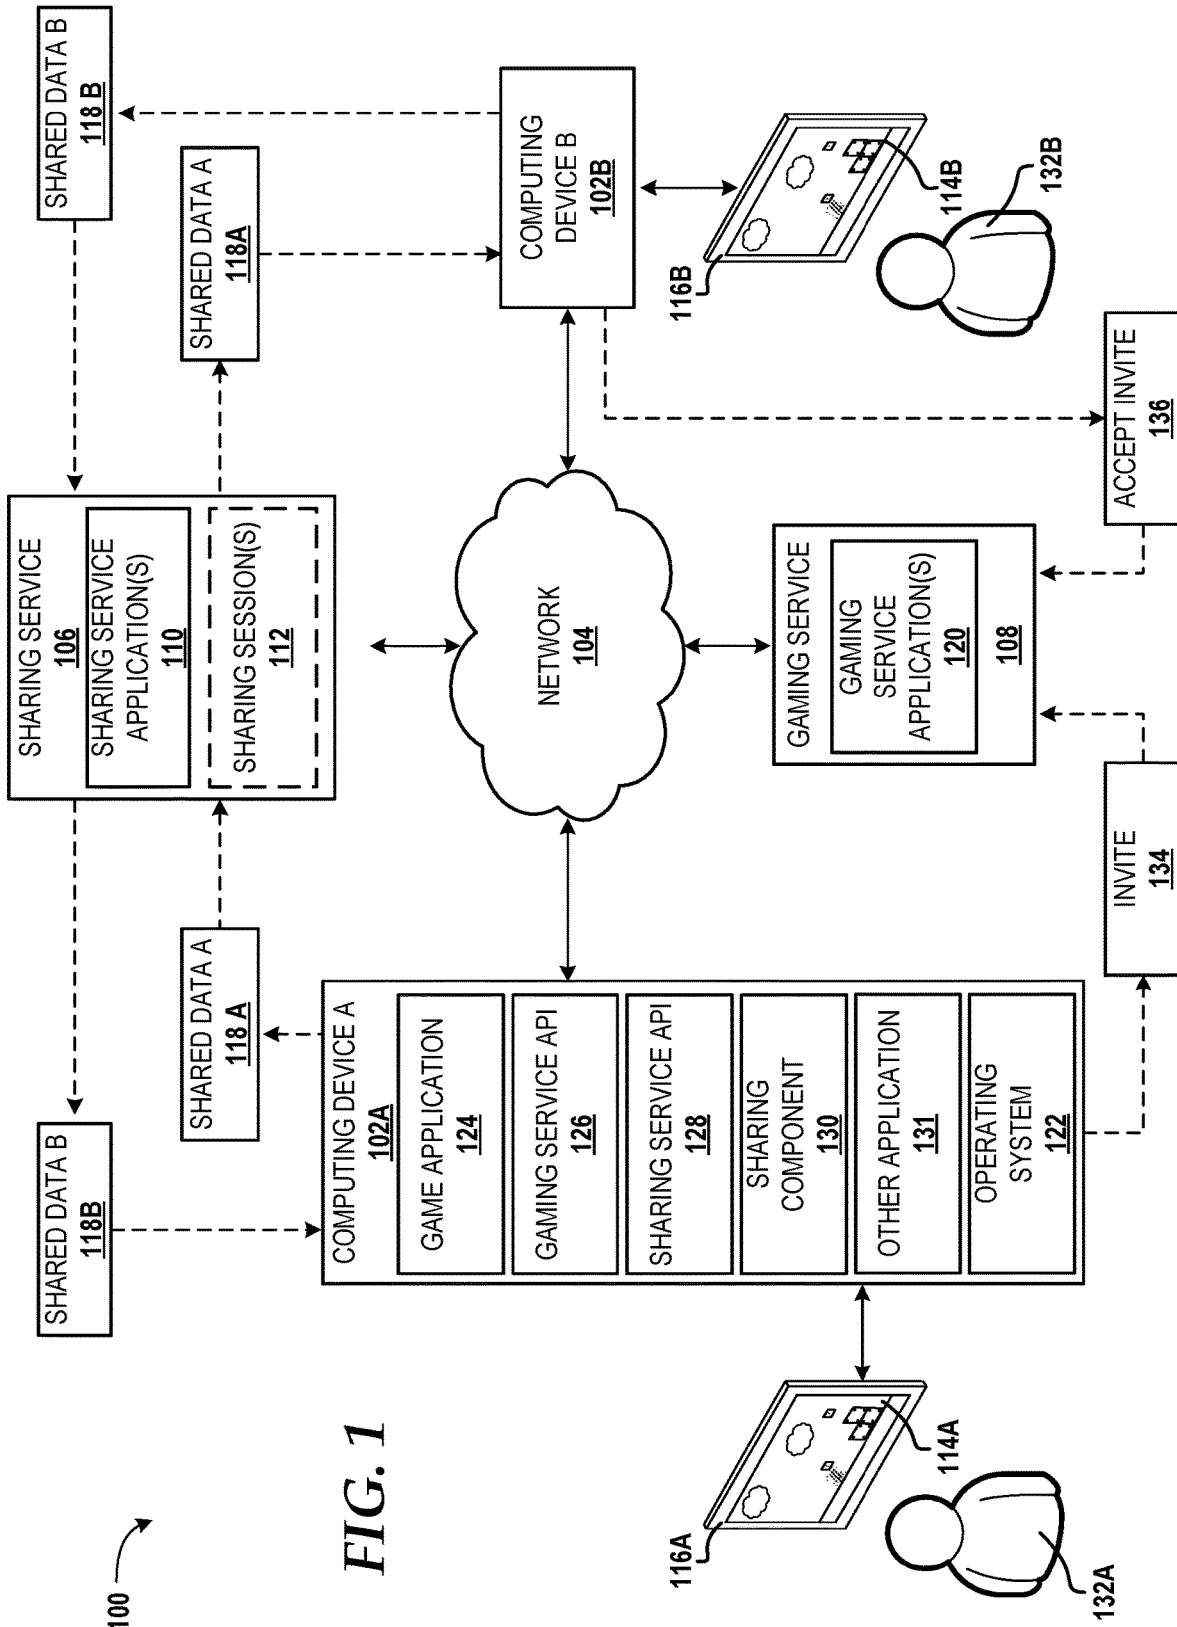 100
SHARED DATA B
118B
SHARED DATA A
118 A
SHARING SERVICE
106
SHARING SERVICE
APPLICATION(S)
110
SHARING SESSION(S)
112
SHARED DATA A
118A
SHARED DATA B
118 B
COMPUTING DEVICE A
102A
GAME APPLICATION
124
GAMING SERVICE API
126
SHARING SERVICE API
128
SHARING
COMPONENT
130
OTHER APPLICATION
131
OPERATING
SYSTEM
122
NETWORK
104
COMPUTING
DEVICE B
102B
GAMING SERVICE
GAMING
SERVICE
APPLICATION(S)
120
108
116A
114A
132A
116B
114B
132B
INVITE
134
ACCEPT INVITE
136
FIG. 1